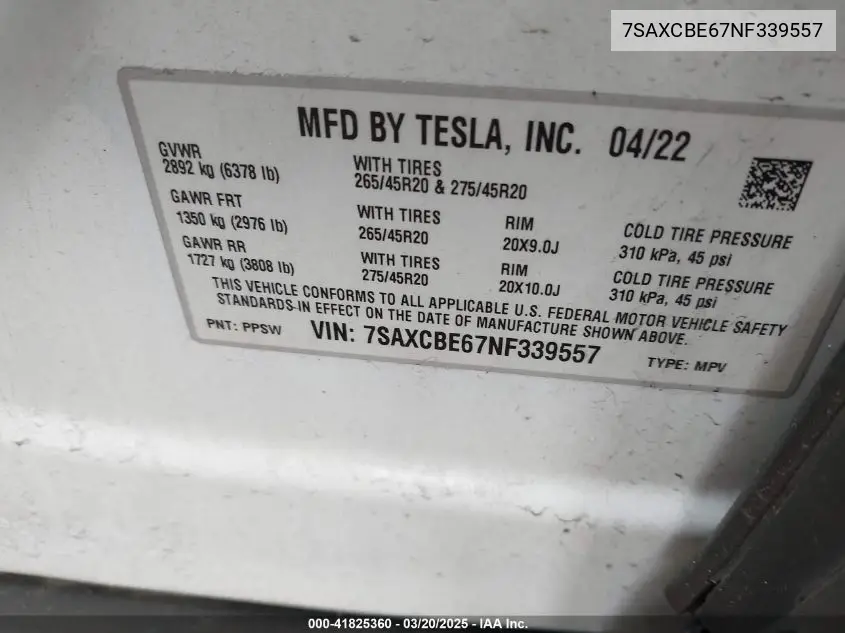 7SAXCBE67NF339557
MFD BY TESLA, INC. 04/22
GVWR
2892 kg (6378 lb)
WITH TIRES
265/45R20 & 275/45R20
GAWR FRT
1350 kg (2976 lb)
WITH TIRES
265/45R20
RIM
20X9.0J
COLD TIRE PRESSURE
310 kPa, 45 psi
GAWR RR
1727 kg (3808 lb)
WITH TIRES
275/45R20
RIM
20X10.0J
COLD TIRE PRESSURE
310 kPa, 45 psi
THIS VEHICLE CONFORMS TO ALL APPLICABLE U.S. FEDERAL MOTOR VEHICLE SAFETY
STANDARDS IN EFFECT ON THE DATE OF MANUFACTURE SHOWN ABOVE.
PNT: PPSW VIN: 7SAXCBE67NF339557 TYPE: MPV
000-41825360 - 03/20/2025 - IAA Inc.